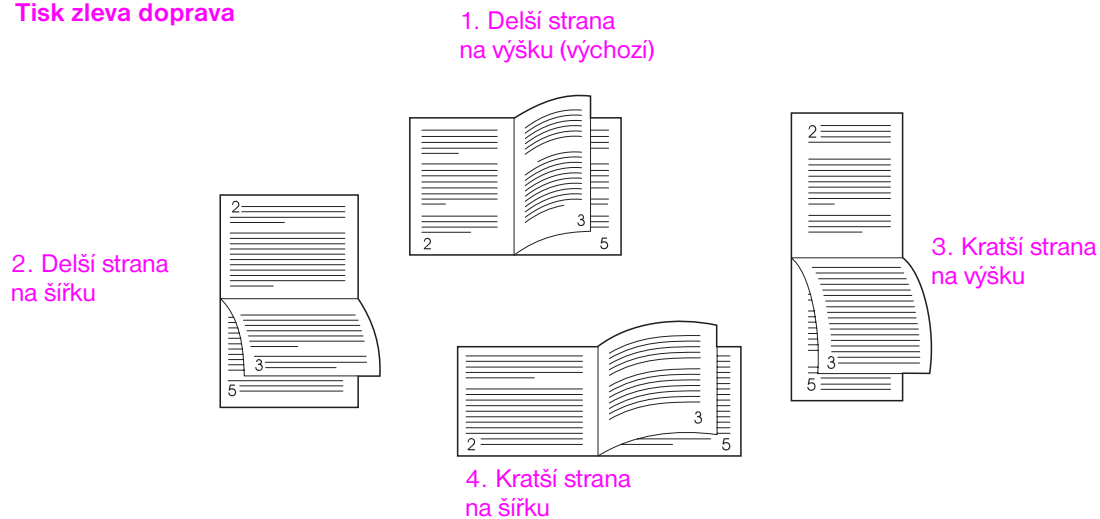 Tisk zleva doprava
1. Delší strana
na výšku (výchozí)
2
3
5
2. Delší strana
na šířku
2
3
5
3. Kratší strana
na výšku
2
3
5
4. Kratší strana
na šířku
2
3
5